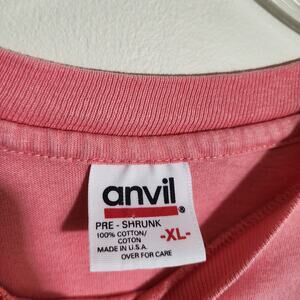 anvil
®
PRE-SHRUNK
100% COTTON/
COTON
-XL-
MADE IN U.S.A.
OVER FOR CARE